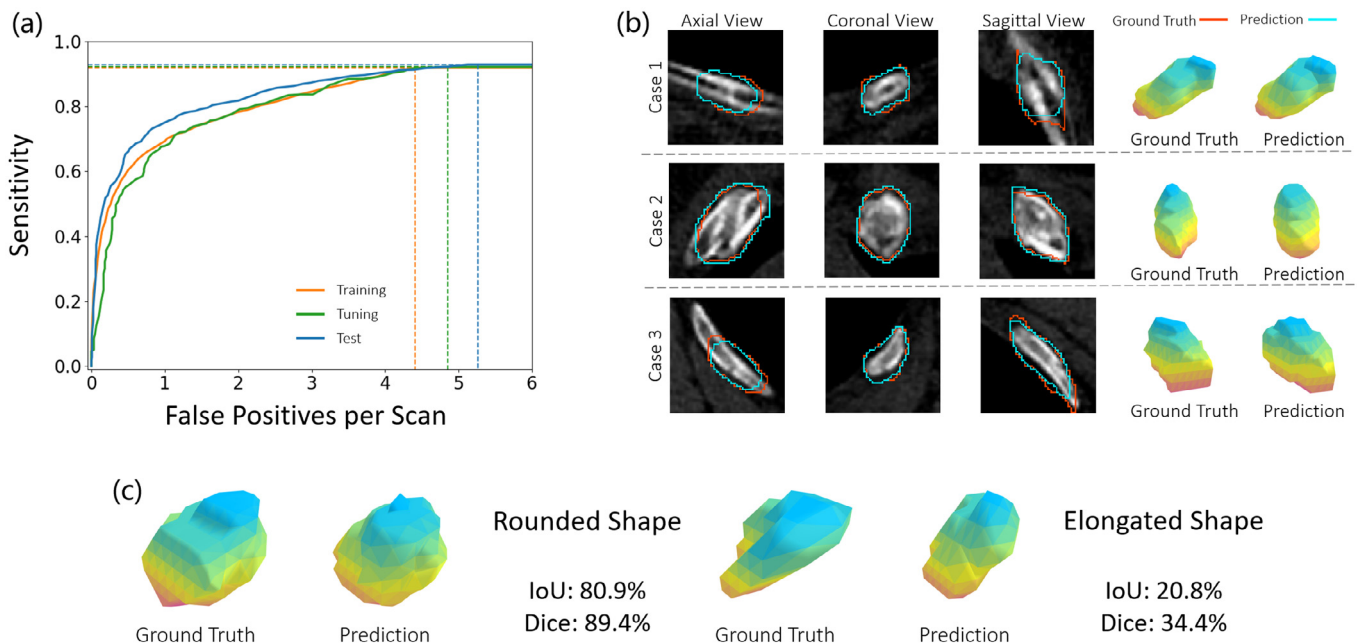 (a)
1.0
0.8
0.6
0.4
0.2
0.0
Sensitivity
Training
Tuning
Test
0 1 2 3 4 5 6
False Positives per Scan
(b)
Axial View Coronal View Sagittal View Ground Truth Prediction
Case 1
Ground Truth Prediction
Case 2
Ground Truth Prediction
Case 3
Ground Truth Prediction
(c)
Rounded Shape
IoU: 80.9%
Dice: 89.4%
Ground Truth Prediction
Elongated Shape
IoU: 20.8%
Dice: 34.4%
Ground Truth Prediction